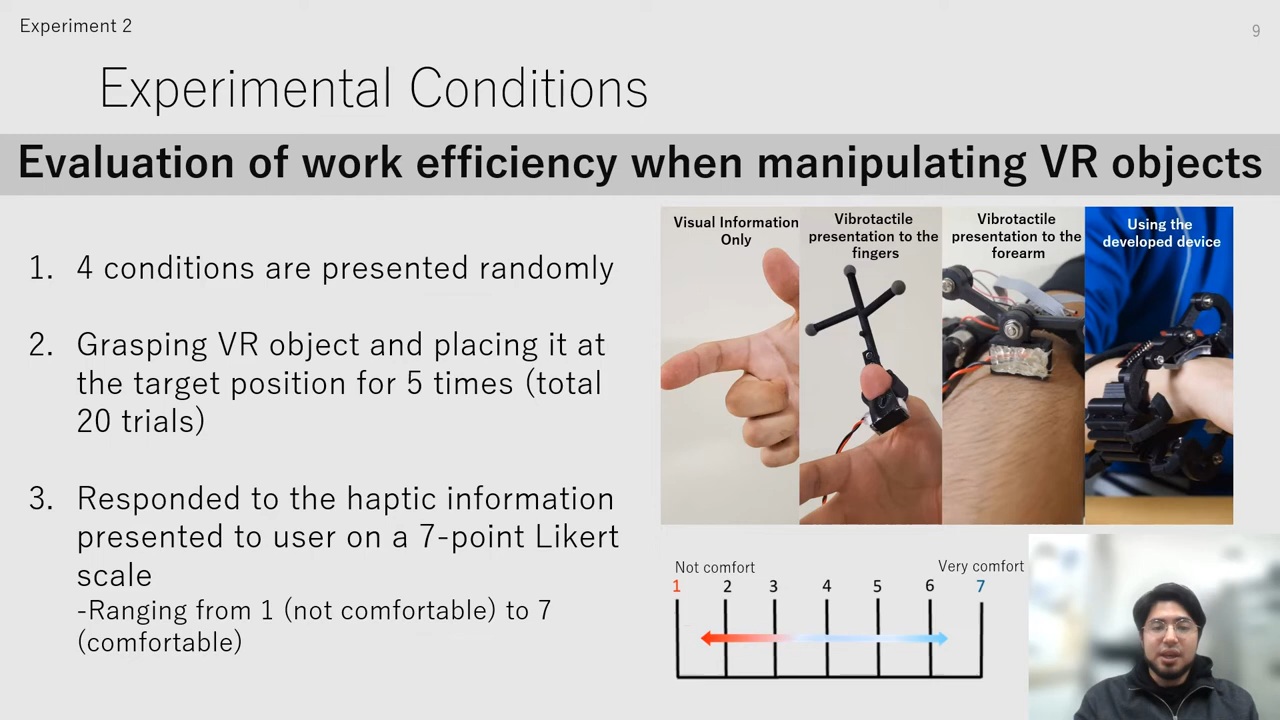 Experiment 2
9
Experimental Conditions
Evaluation of work efficiency when manipulating VR objects
1. 4 conditions are presented randomly
2. Grasping VR object and placing it at
the target position for 5 times (total
20 trials)
3. Responded to the haptic information
presented to user on a 7-point Likert
scale
-Ranging from 1 (not comfortable) to 7
(comfortable)
Visual Information
Only
Vibrotactile
presentation to the
fingers
Vibrotactile
presentation to the
forearm
Using the
developed device
Not comfort
Very comfort
1 2 3 4 5 6 7